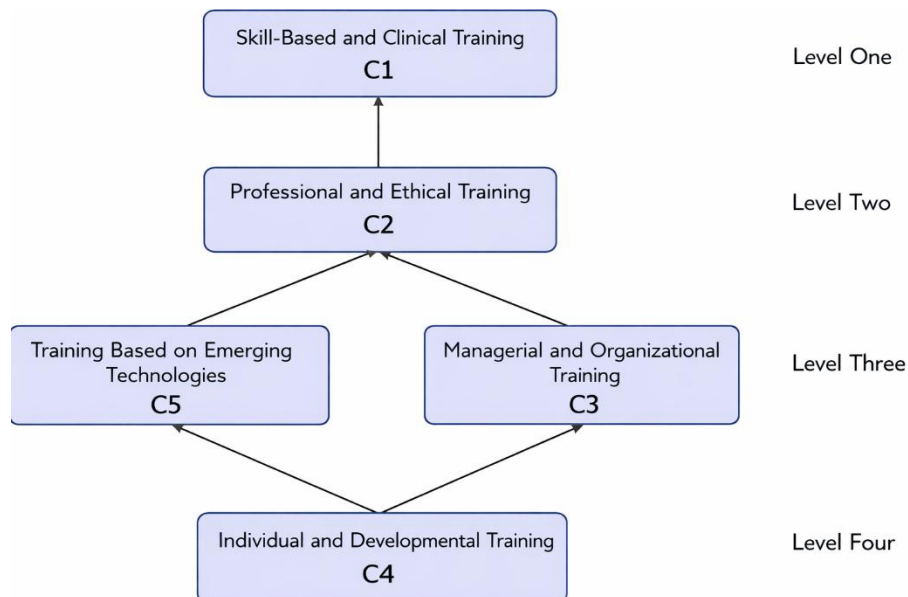 Skill-Based and Clinical Training
C1
Level One
Professional and Ethical Training
C2
Level Two
Training Based on Emerging
Technologies
C5
Managerial and Organizational
Training
C3
Level Three
Individual and Developmental Training
C4
Level Four